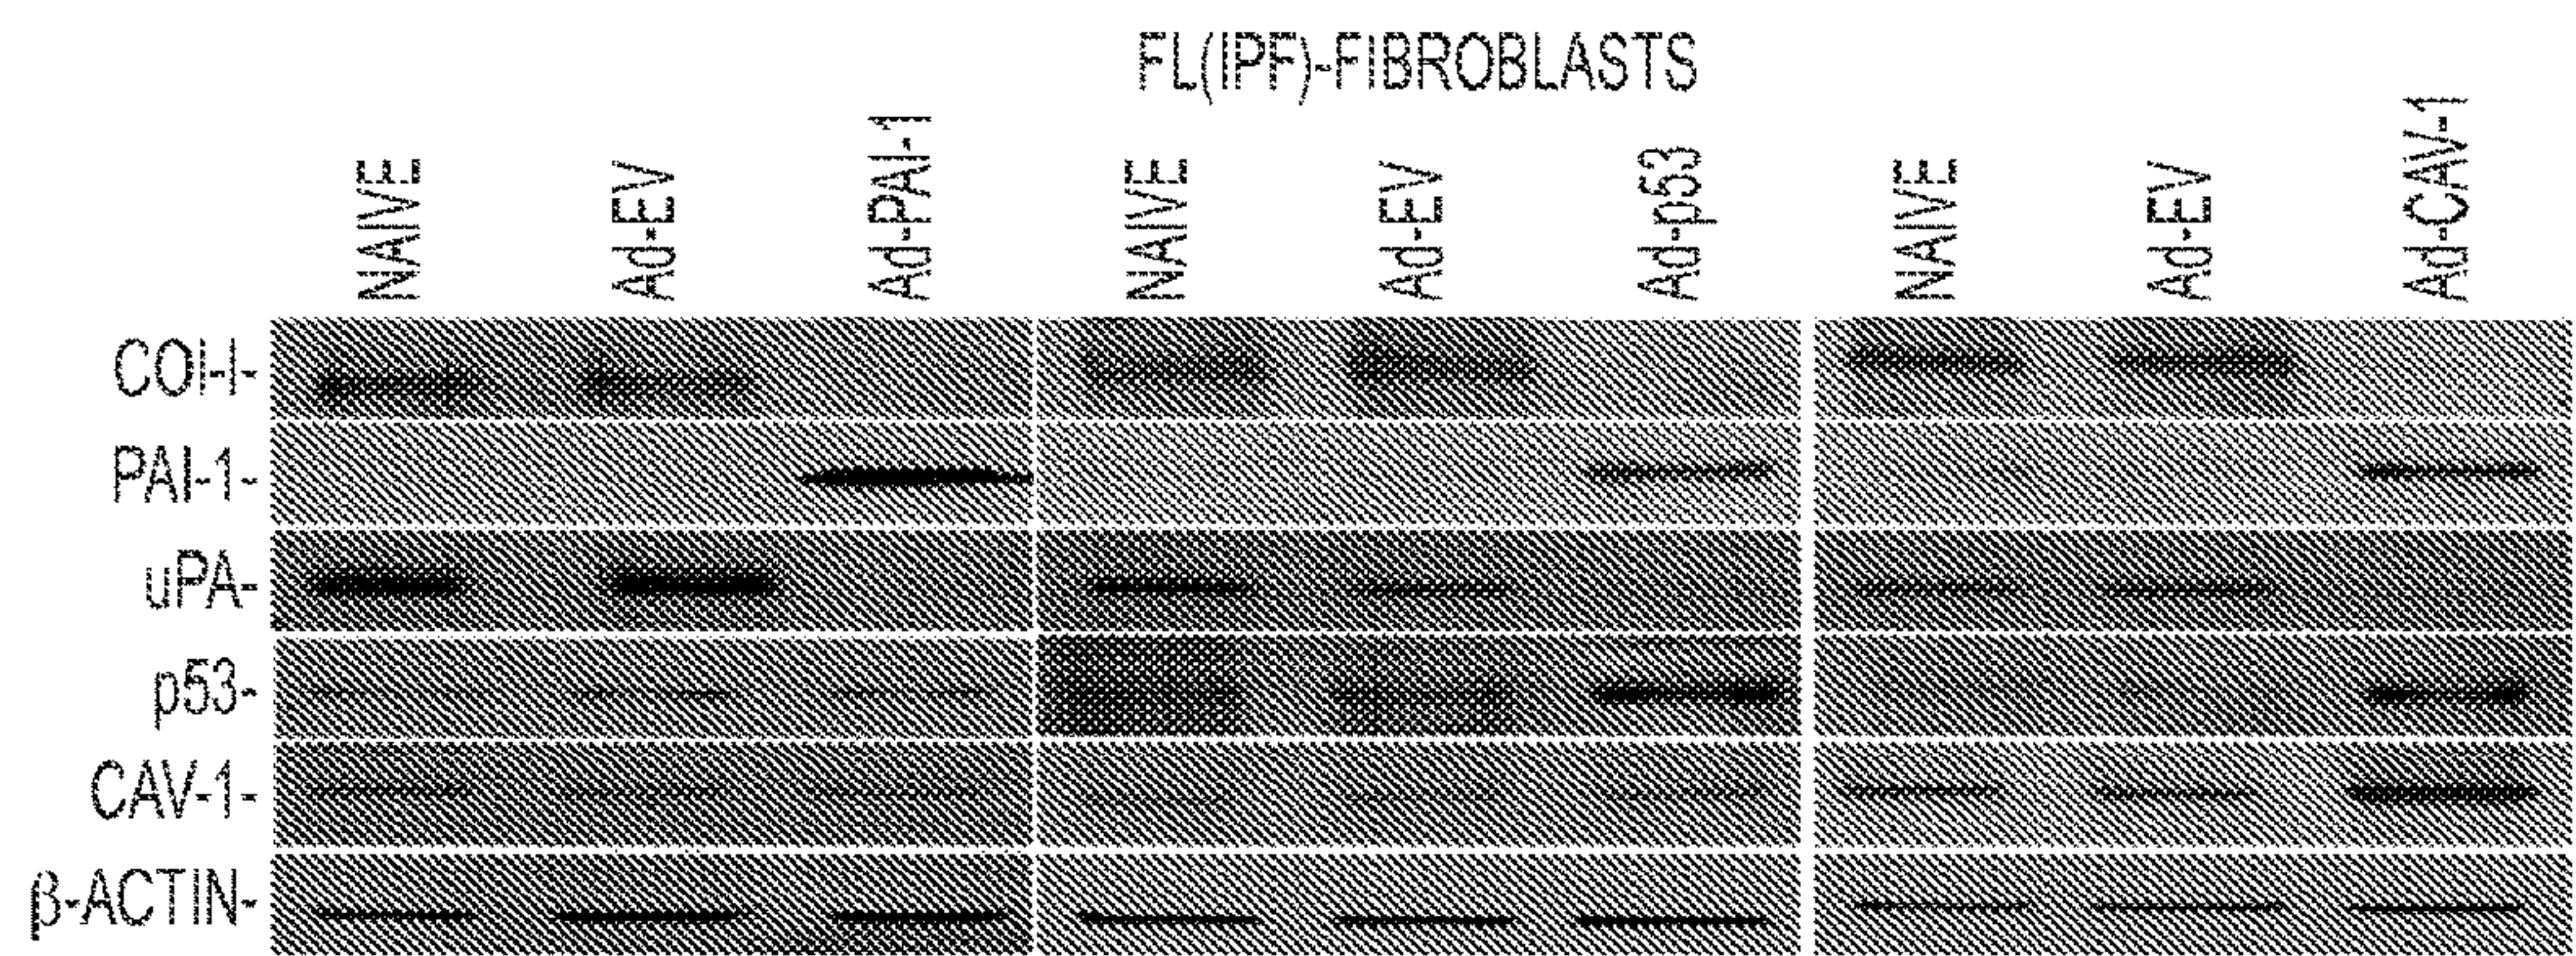 FL(IPF)-FIBROBLASTS
NAIVE
Ad-EV
Ad-PAI-1
NAIVE
Ad-EV
Ad-p53
NAIVE
Ad-EV
Ad-CAV-1
COl-I-
PAI-1-
uPA-
p53-
CAV-1-
β-ACTIN-